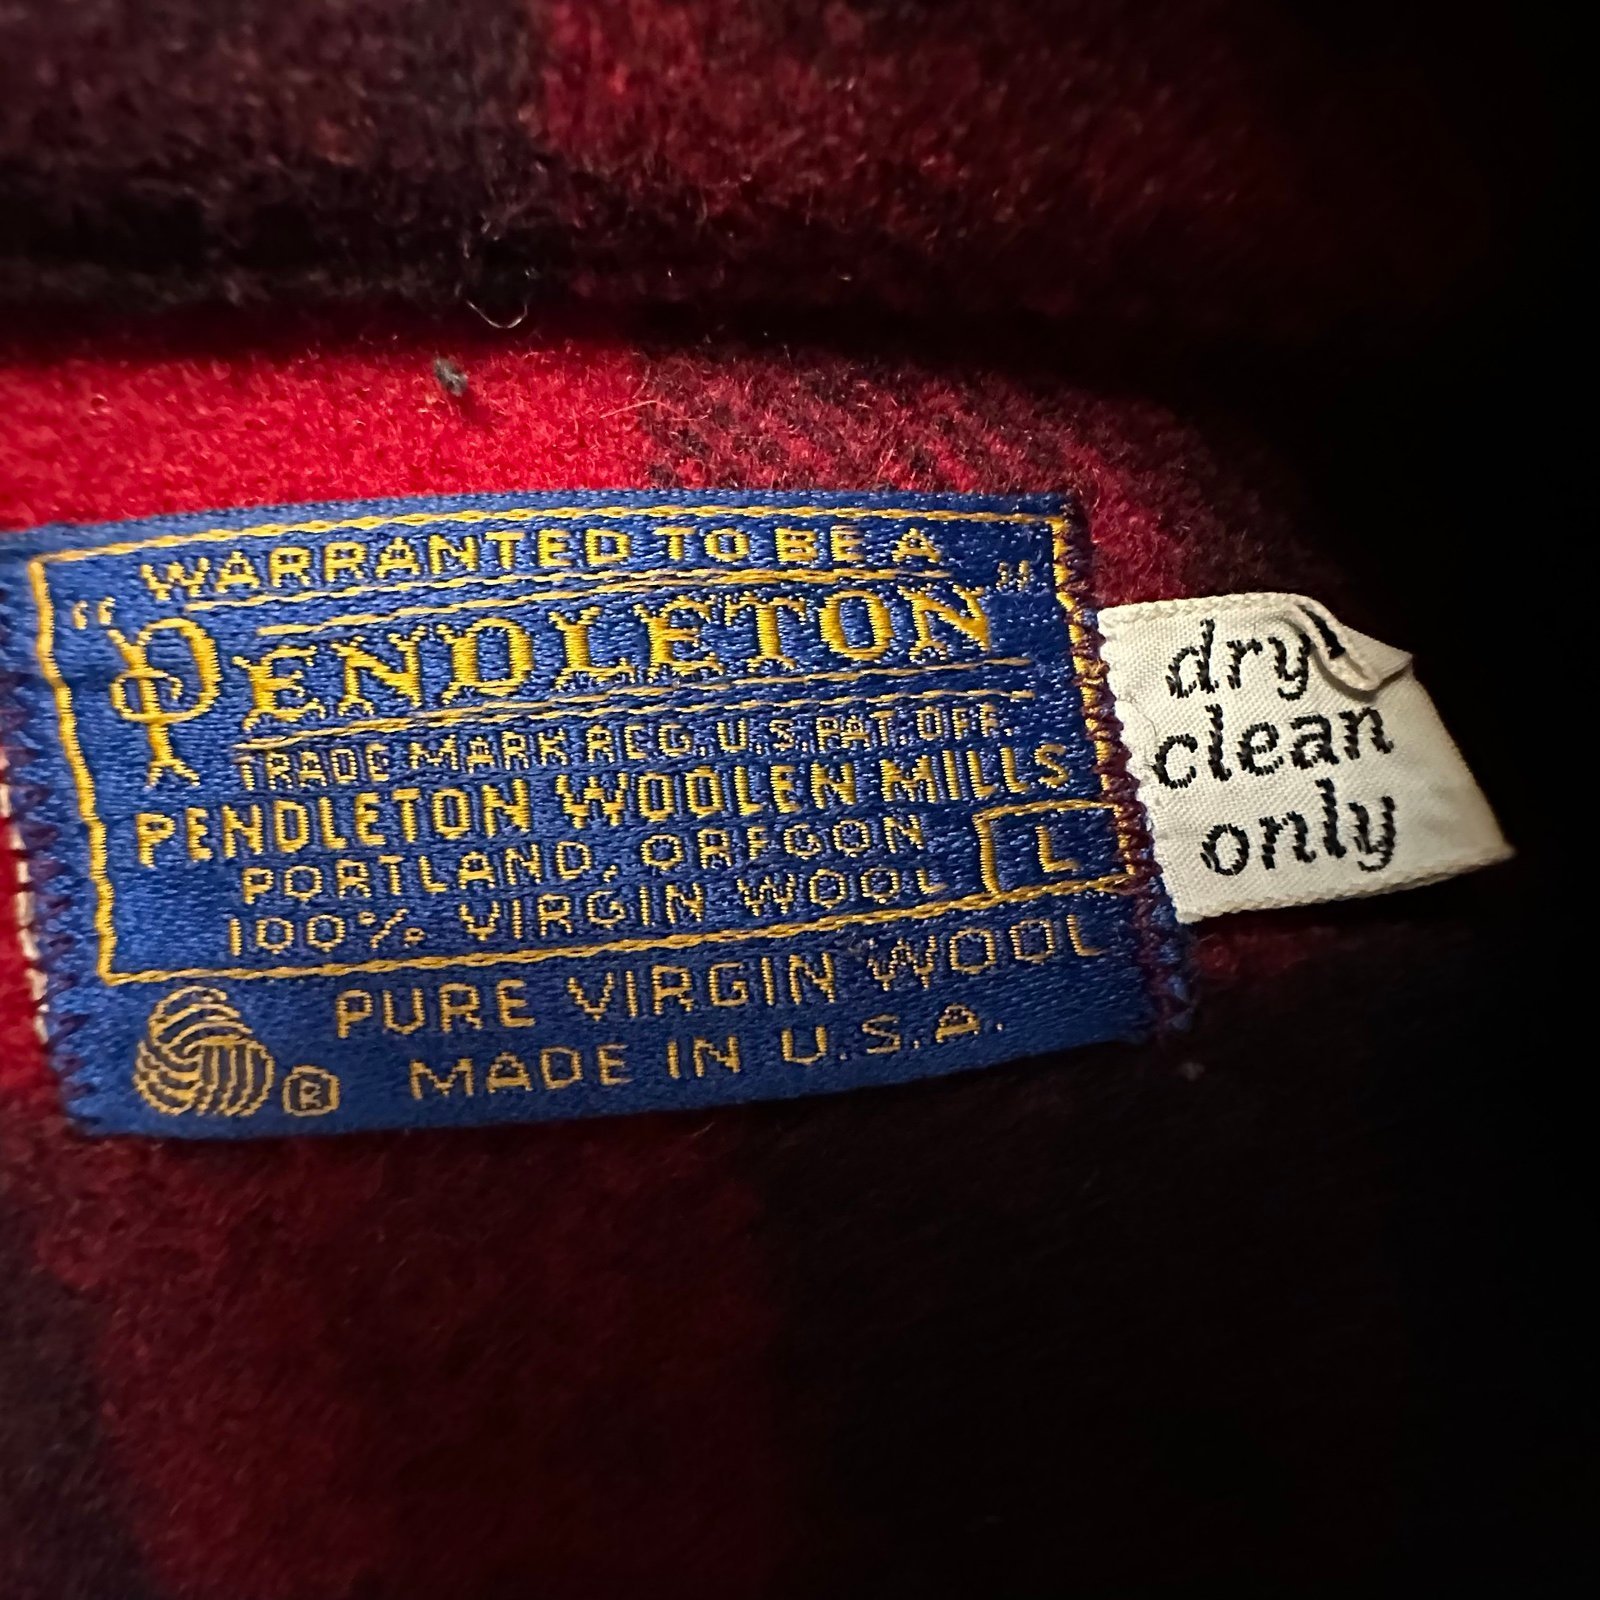 WARRANTED TO BE A
"PENDLETON"
TRADE MARK REG. U.S. PAT. OFF.
PENDLETON WOOLEN MILLS
PORTLAND, OREGON
L
100% VIRGIN WOOL
PURE VIRGIN WOOL
® MADE IN U.S.A.
dry
clean
only